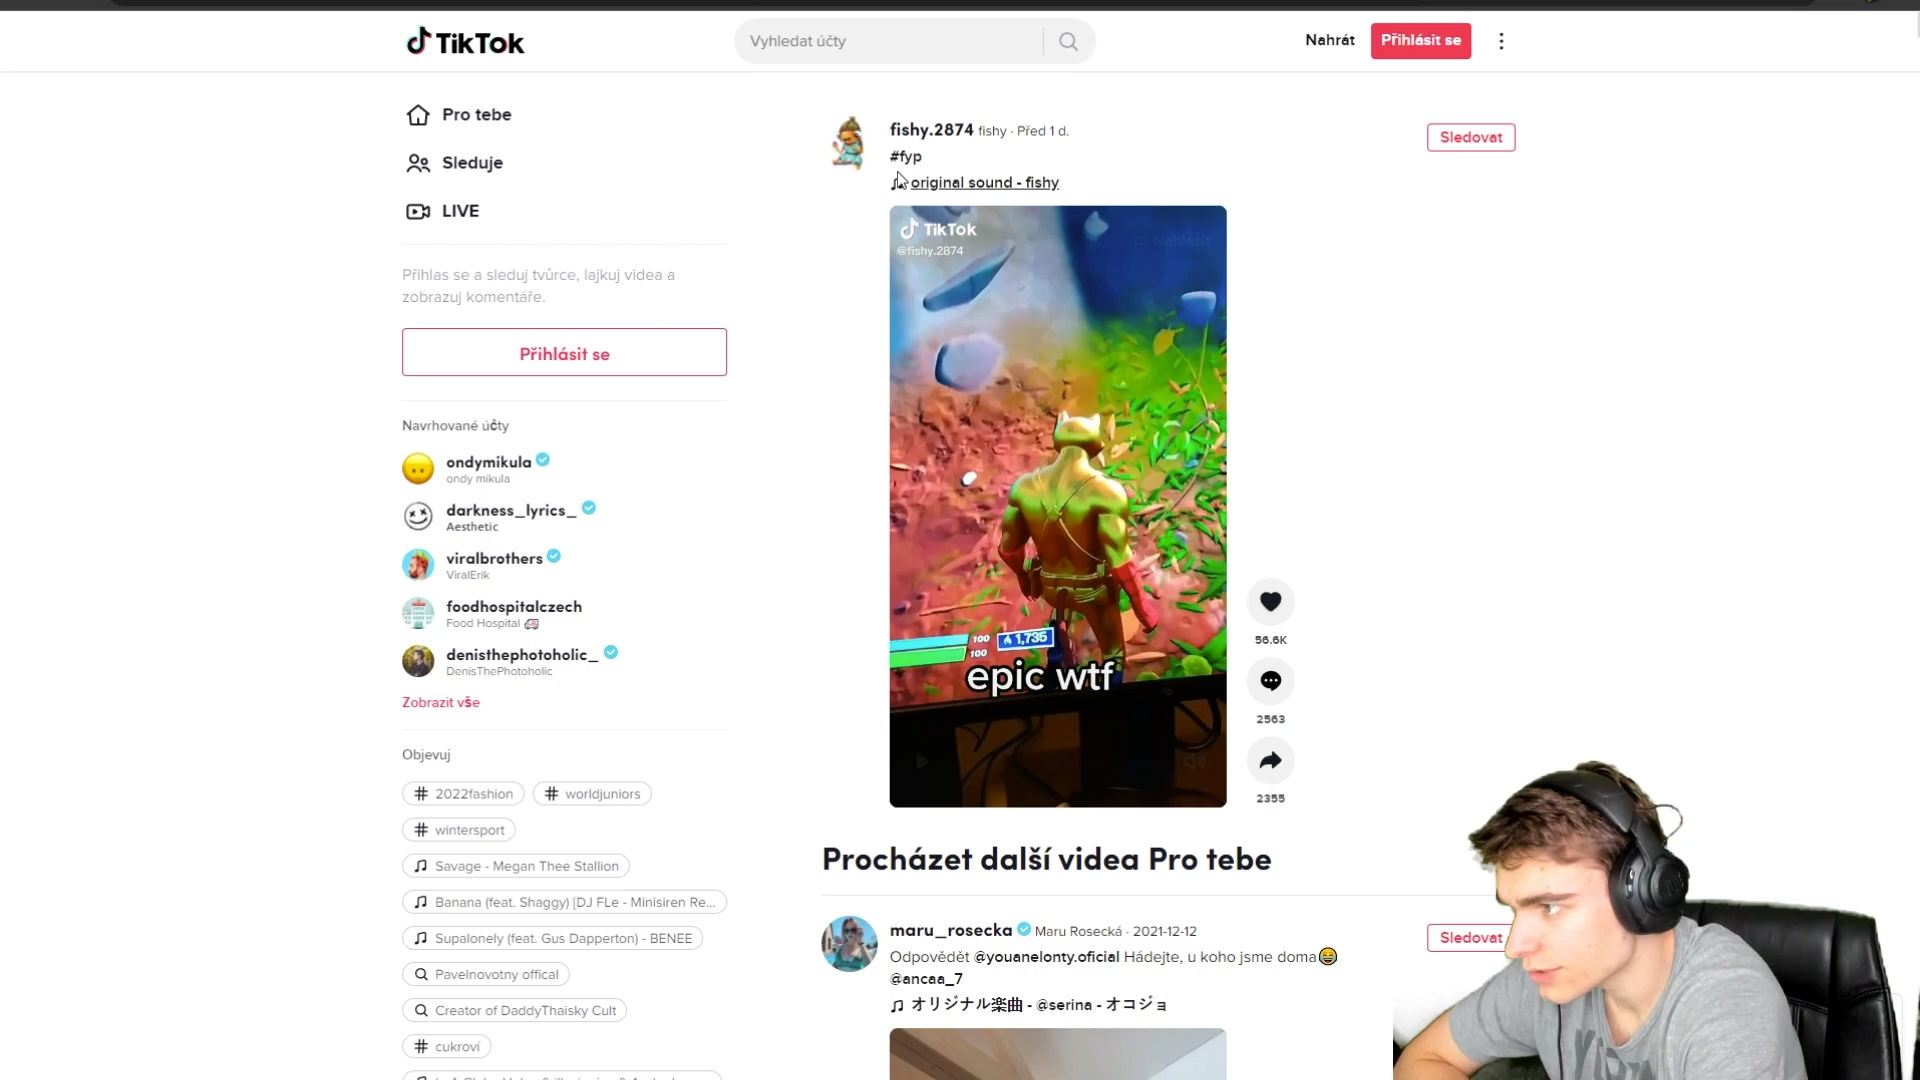 TikTok
Vyhledat účty
Nahrát
Přihlásit se
Pro tebe
Sleduje
LIVE
Přihlas se a sleduj tvůrce, lajkuj videa a
zobrazuj komentáře.
Přihlásit se
Navrhované účty
ondymikula
ondy mikula
darkness_lyrics_
Aesthetic
viralbrothers
ViralErik
foodhospitalczech
Food Hospital 🚑
denisthephotoholic_
DenisThePhotoholic
Zobrazit vše
Objevuj
# 2022fashion
# worldjuniors
# wintersport
Savage - Megan Thee Stallion
Banana (feat. Shaggy) [DJ FLe - Minisiren Re...
Supalonely (feat. Gus Dapperton) - BENEE
Pavelnovotny offical
Creator of DaddyThaisky Cult
# cukroví
fishy.2874 fishy · Před 1 d.
Sledovat
#fyp
original sound - fishy
TikTok
@fishy.2874
Nahlásit
100
1,735
100
epic wtf
56.6K
2563
2355
Procházet další videa Pro tebe
maru_rosecka Maru Rosecká · 2021-12-12
Sledovat
Odpovědět @youanelonty.oficial Hádejte, u koho jsme doma😅
@ancaa_7
オリジナル楽曲 - @serina - オコジョ